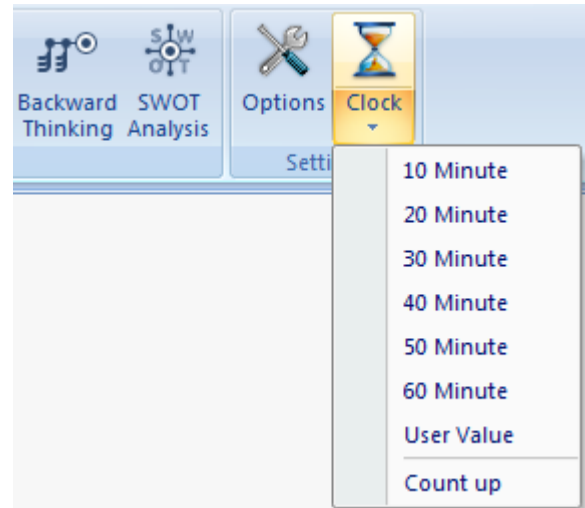 S W
O T
Backward Thinking
SWOT Analysis
Options
Clock
Setti
10 Minute
20 Minute
30 Minute
40 Minute
50 Minute
60 Minute
User Value
Count up